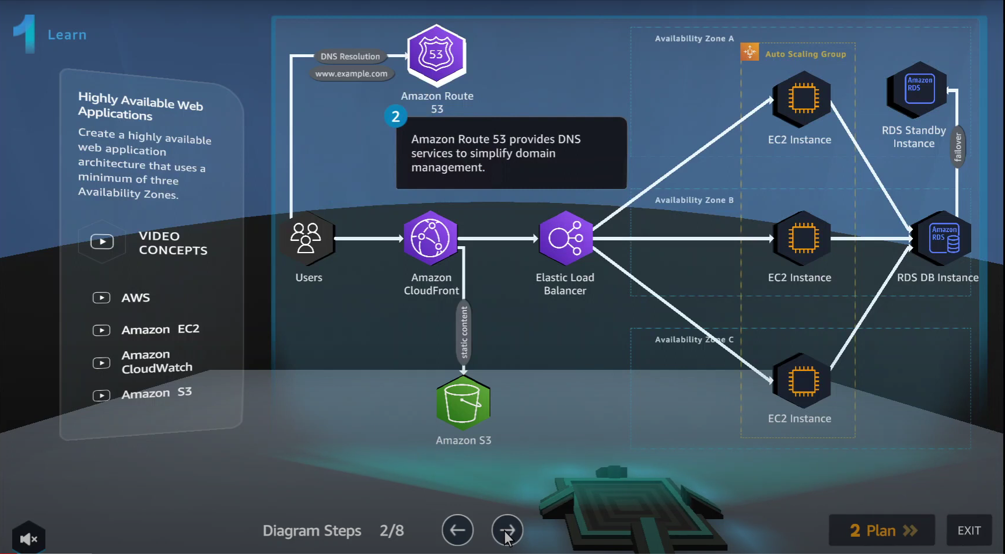 1 Learn
Highly Available Web
Applications
Create a highly available
web application
architecture that uses a
minimum of three
Availability Zones.
VIDEO
CONCEPTS
AWS
Amazon EC2
Amazon
CloudWatch
Amazon S3
DNS Resolution
www.example.com
53
Amazon Route
53
2
Amazon Route 53 provides DNS
services to simplify domain
management.
Users
Amazon
CloudFront
static content
Amazon S3
Elastic Load
Balancer
Availability Zone A
Auto Scaling Group
EC2 Instance
Amazon
RDS
RDS Standby
Instance
failover
Availability Zone B
EC2 Instance
Amazon
RDS
RDS DB Instance
Availability Zone C
EC2 Instance
Diagram Steps 2/8
2 Plan
EXIT